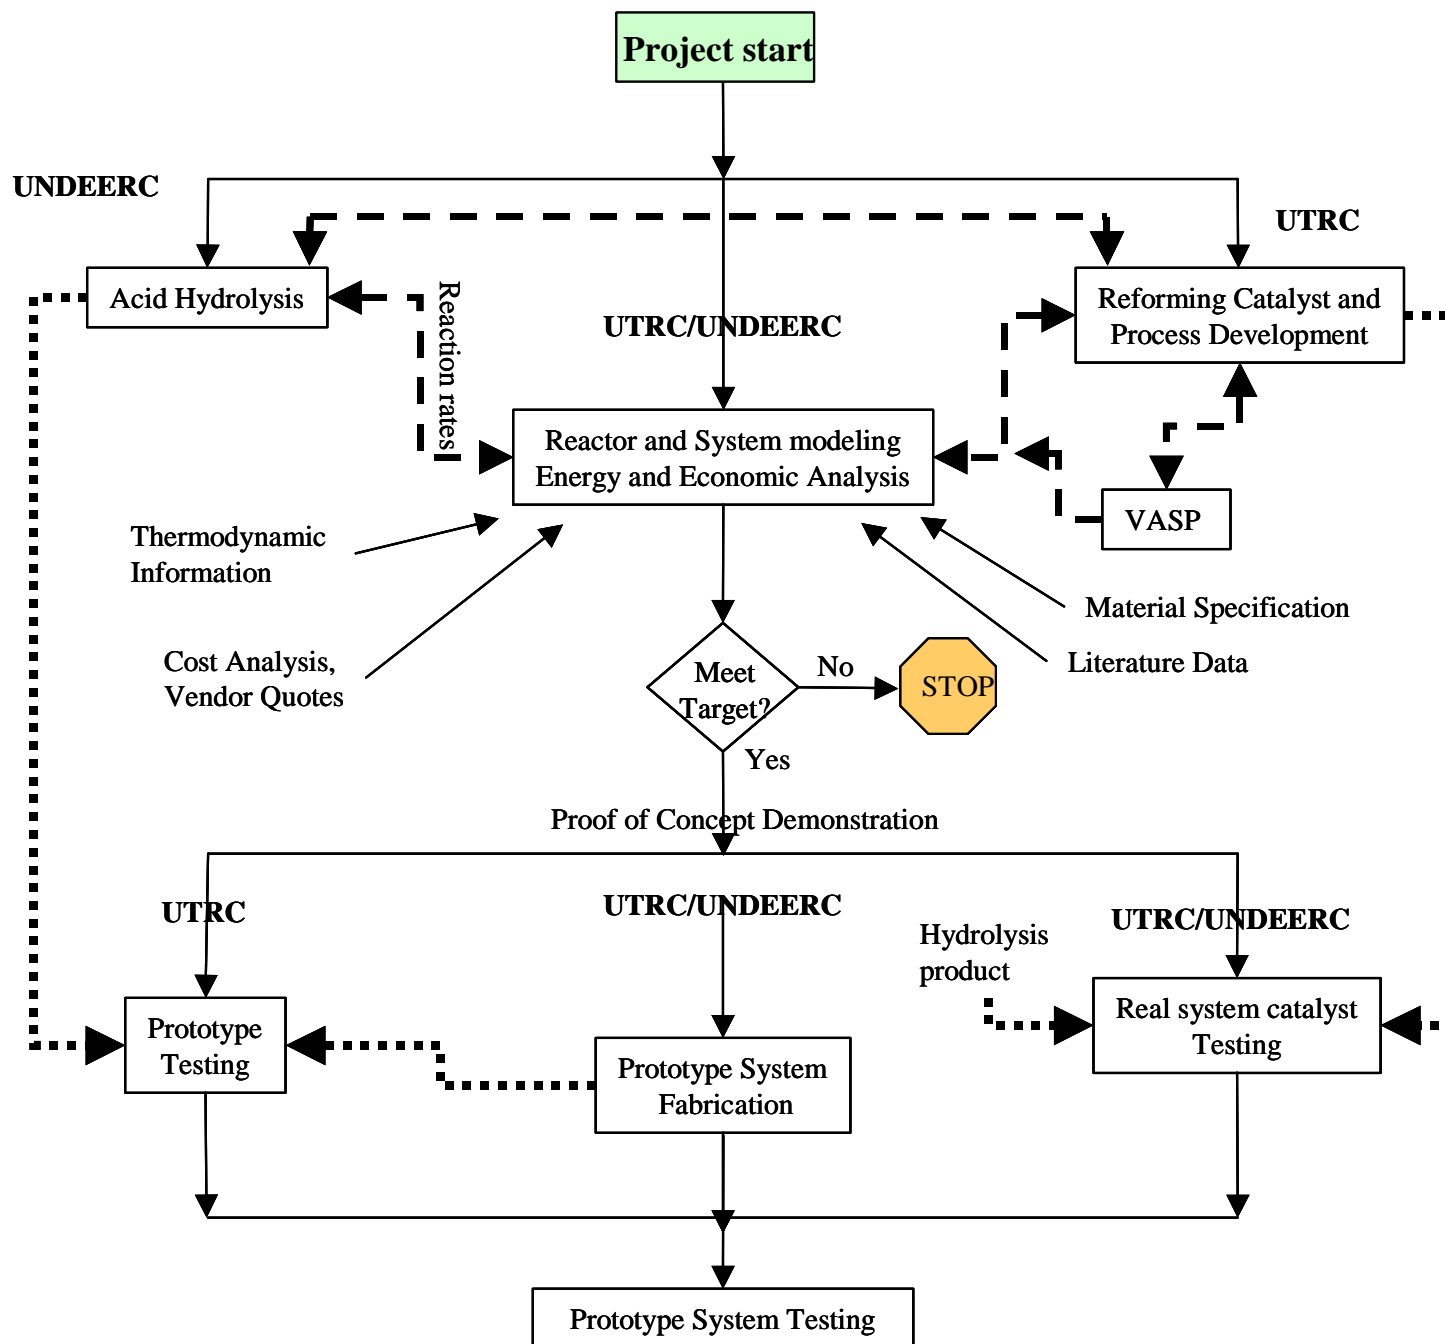 Project start
UNDEERC
UTRC
Acid Hydrolysis
Reaction rates
UTRC/UNDEERC
Reforming Catalyst and
Process Development
Reactor and System modeling
Energy and Economic Analysis
VASP
Thermodynamic
Information
Material Specification
Cost Analysis,
Vendor Quotes
Literature Data
Meet
Target?
No
STOP
Yes
Proof of Concept Demonstration
UTRC
UTRC/UNDEERC
UTRC/UNDEERC
Hydrolysis
product
Prototype
Testing
Prototype System
Fabrication
Real system catalyst
Testing
Prototype System Testing